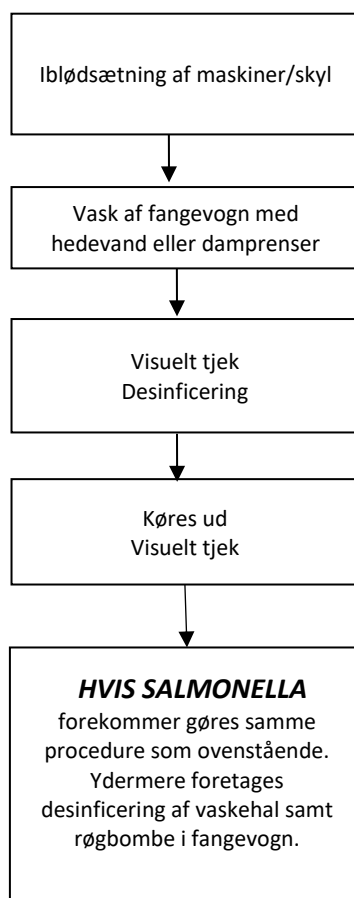 Iblødsætning af maskiner/skyl
Vask af fangevogn med
hedevand eller damprenser
Visuelt tjek
Desinficering
Køres ud
Visuelt tjek
HVIS SALMONELLA
forekommer gøres samme
procedure som ovenstående.
Ydermere foretages
desinficering af vaskehal samt
røgbombe i fangevogn.